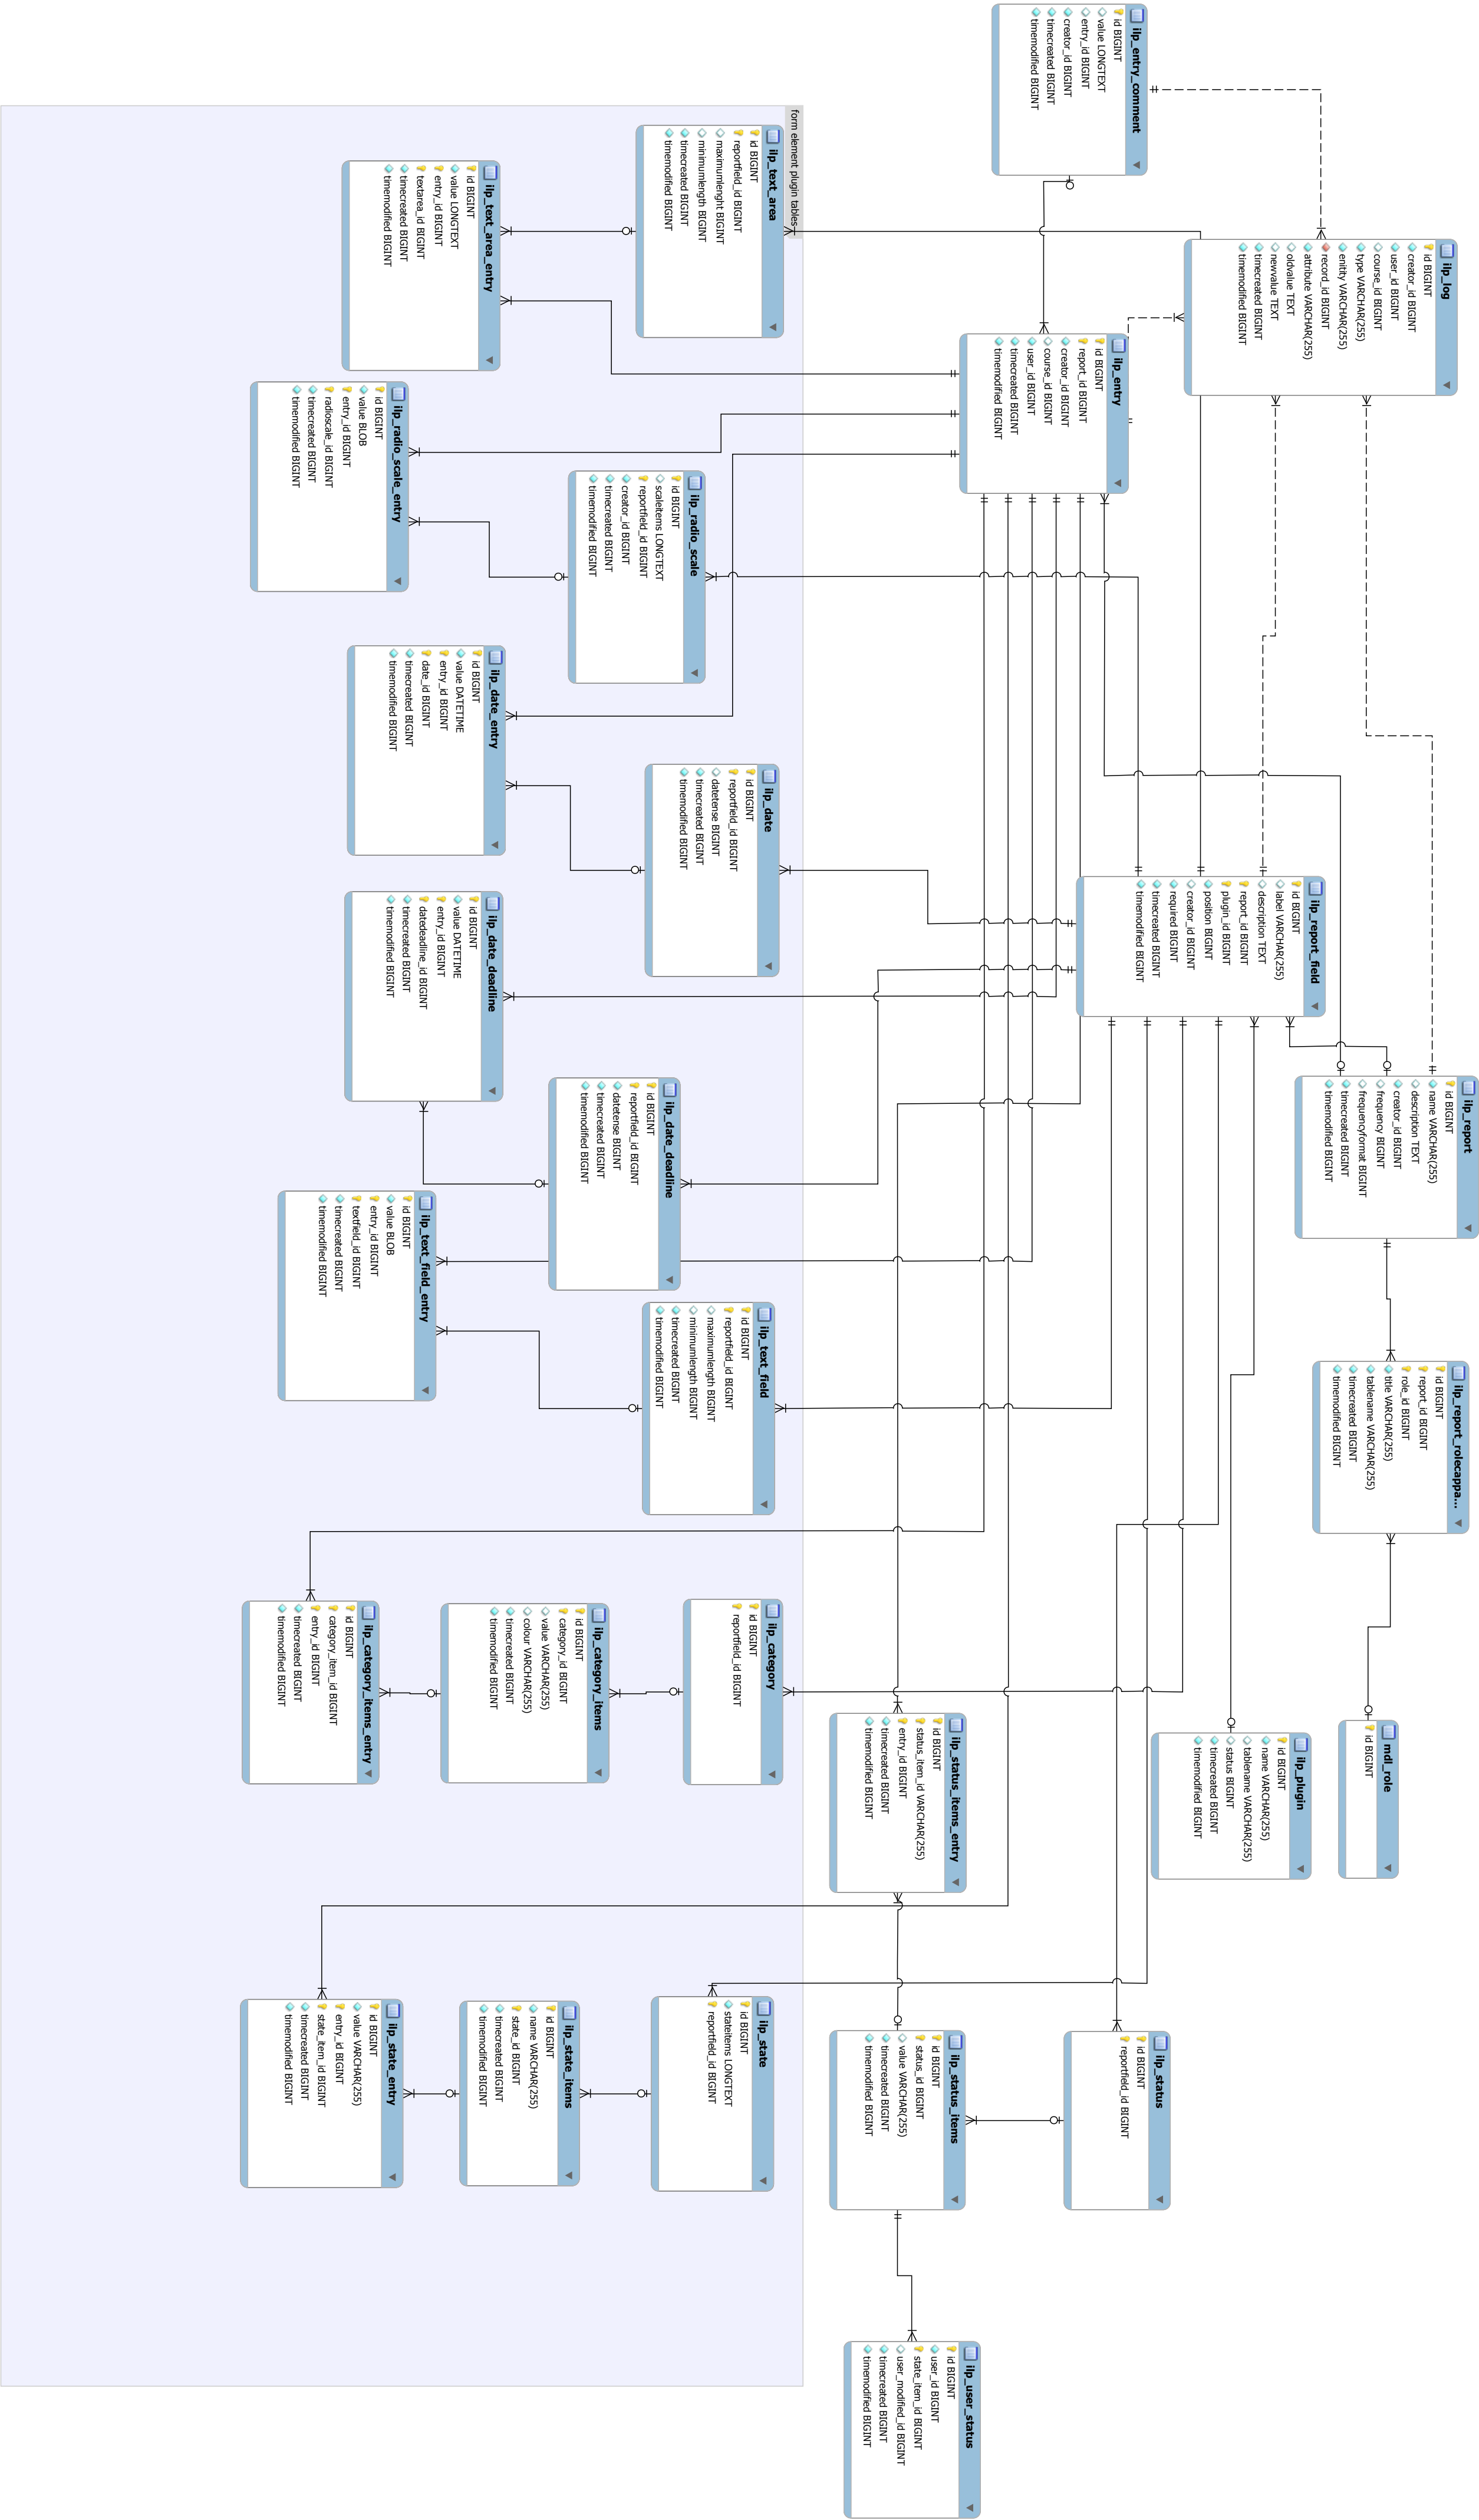 ilp_entry_comment
id BIGINT
value LONGTEXT
entry_id BIGINT
creator_id BIGINT
timecreated BIGINT
timemodified BIGINT
ilp_log
id BIGINT
creator_id BIGINT
user_id BIGINT
course_id BIGINT
type VARCHAR(255)
enitity VARCHAR(255)
record_id BIGINT
attribute VARCHAR(255)
oldvalue TEXT
newvalue TEXT
timecreated BIGINT
timemodified BIGINT
ilp_entry
id BIGINT
report_id BIGINT
creator_id BIGINT
course_id BIGINT
user_id BIGINT
timecreated BIGINT
timemodified BIGINT
ilp_report_field
id BIGINT
label VARCHAR(255)
description TEXT
report_id BIGINT
plugin_id BIGINT
position BIGINT
creator_id BIGINT
required BIGINT
timecreated BIGINT
timemodified BIGINT
ilp_report
id BIGINT
name VARCHAR(255)
description TEXT
creator_id BIGINT
frequency BIGINT
frequencyformat BIGINT
timecreated BIGINT
timemodified BIGINT
ilp_report_rolecappa...
id BIGINT
report_id BIGINT
role_id BIGINT
title VARCHAR(255)
tablename VARCHAR(255)
timecreated BIGINT
timemodified BIGINT
mdl_role
id BIGINT
ilp_plugin
id BIGINT
name VARCHAR(255)
tablename VARCHAR(255)
status BIGINT
timecreated BIGINT
timemodified BIGINT
ilp_status
id BIGINT
reportfield_id BIGINT
ilp_status_items_entry
id BIGINT
status_item_id VARCHAR(255)
entry_id BIGINT
timecreated BIGINT
timemodified BIGINT
ilp_status_items
id BIGINT
status_id BIGINT
value VARCHAR(255)
timecreated BIGINT
timemodified BIGINT
ilp_user_status
id BIGINT
user_id BIGINT
state_item_id BIGINT
user_modified_id BIGINT
timecreated BIGINT
timemodified BIGINT
form element plugin tables
ilp_text_area
id BIGINT
reportfield_id BIGINT
maximumlenght BIGINT
minimumlength BIGINT
timecreated BIGINT
timemodified BIGINT
ilp_text_area_entry
id BIGINT
value LONGTEXT
entry_id BIGINT
textarea_id BIGINT
timecreated BIGINT
timemodified BIGINT
ilp_radio_scale
id BIGINT
scaleitems LONGTEXT
reportfield_id BIGINT
creator_id BIGINT
timecreated BIGINT
timemodified BIGINT
ilp_radio_scale_entry
id BIGINT
value BLOB
entry_id BIGINT
radioscale_id BIGINT
timecreated BIGINT
timemodified BIGINT
ilp_date
id BIGINT
reportfield_id BIGINT
datetense BIGINT
timecreated BIGINT
timemodified BIGINT
ilp_date_entry
id BIGINT
value DATETIME
entry_id BIGINT
date_id BIGINT
timecreated BIGINT
timemodified BIGINT
ilp_date_deadline
id BIGINT
reportfield_id BIGINT
datetense BIGINT
timecreated BIGINT
timemodified BIGINT
ilp_date_deadline
id BIGINT
value DATETIME
entry_id BIGINT
datedeadline_id BIGINT
timecreated BIGINT
timemodified BIGINT
ilp_text_field
id BIGINT
reportfield_id BIGINT
maximumlength BIGINT
minimumlength BIGINT
timecreated BIGINT
timemodified BIGINT
ilp_text_field_entry
id BIGINT
value BLOB
entry_id BIGINT
textfield_id BIGINT
timecreated BIGINT
timemodified BIGINT
ilp_category
id BIGINT
reportfield_id BIGINT
ilp_category_items
id BIGINT
category_id BIGINT
value VARCHAR(255)
colour VARCHAR(255)
timecreated BIGINT
timemodified BIGINT
ilp_category_items_entry
id BIGINT
category_item_id BIGINT
entry_id BIGINT
timecreated BIGINT
timemodified BIGINT
ilp_state
id BIGINT
stateitems LONGTEXT
reportfield_id BIGINT
ilp_state_items
id BIGINT
name VARCHAR(255)
state_id BIGINT
timecreated BIGINT
timemodified BIGINT
ilp_state_entry
id BIGINT
value VARCHAR(255)
entry_id BIGINT
state_item_id BIGINT
timecreated BIGINT
timemodified BIGINT